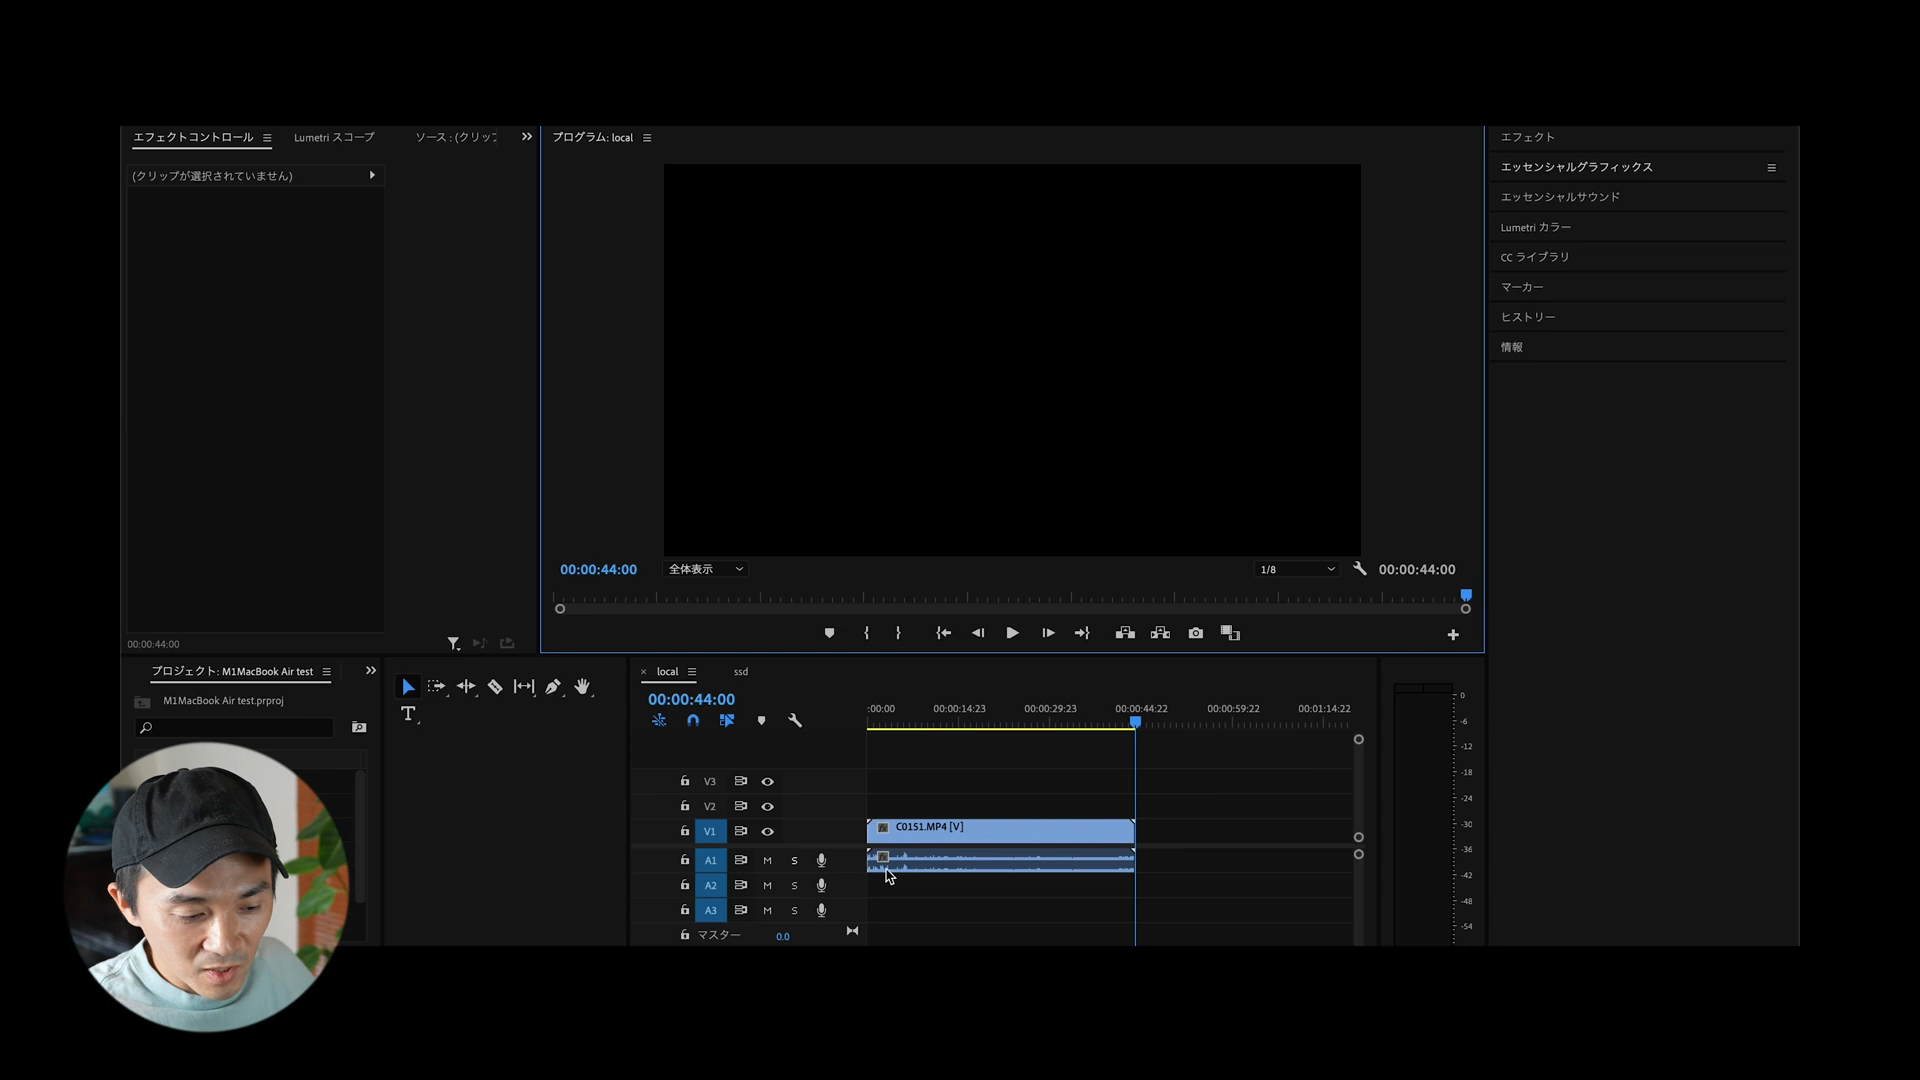 エフェクトコントロール
Lumetri スコープ
ソース : (クリップ
プログラム: local
エフェクト
(クリップが選択されていません)
エッセンシャルグラフィックス
エッセンシャルサウンド
Lumetri カラー
CC ライブラリ
マーカー
ヒストリー
情報
00:00:44:00
全体表示
1/8
00:00:44:00
00:00:44:00
プロジェクト: M1MacBook Air test
M1MacBook Air test.prproj
T
local
ssd
00:00:44:00
:00:00
00:00:14:23
00:00:29:23
00:00:44:22
00:00:59:22
00:01:14:22
V3
V2
V1
C0151.MP4 [V]
A1
M
S
A2
M
S
A3
M
S
マスター
0.0
0
-6
-12
-18
-24
-30
-36
-42
-48
-54